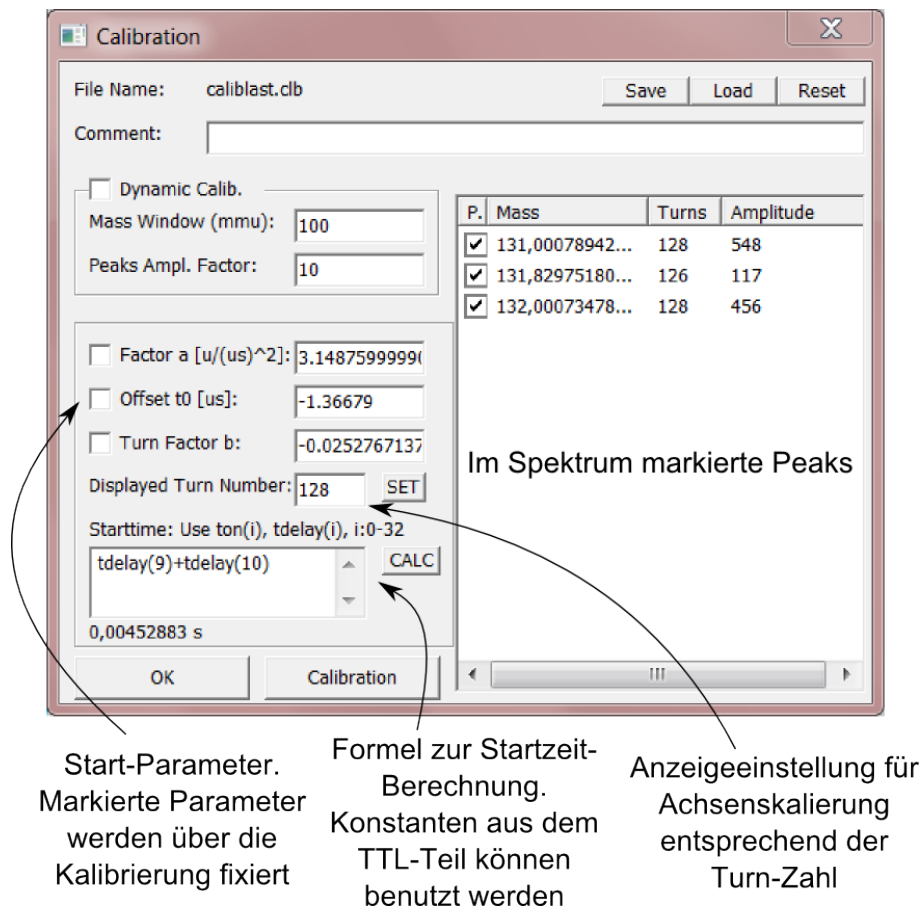 Calibration
File Name: caliblast.clb
Save Load Reset
Comment:
Dynamic Calib.
Mass Window (mmu): 100
Peaks Ampl. Factor: 10
Factor a [u/(us)^2]: 3.1487599999(
Offset t0 [us]: -1.36679
Turn Factor b: -0.0252767137
Displayed Turn Number: 128 SET
Starttime: Use ton(i), tdelay(i), i:0-32
tdelay(9)+tdelay(10) CALC
0,00452883 s
OK Calibration
P. Mass Turns Amplitude
131,00078942... 128 548
131,82975180... 126 117
132,00073478... 128 456
Im Spektrum markierte Peaks
Start-Parameter.
Markierte Parameter
werden über die
Kalibrierung fixiert
Formel zur Startzeit-
Berechnung.
Konstanten aus dem
TTL-Teil können
benutzt werden
Anzeigeeinstellung für
Achsenskalierung
entsprechend der
Turn-Zahl